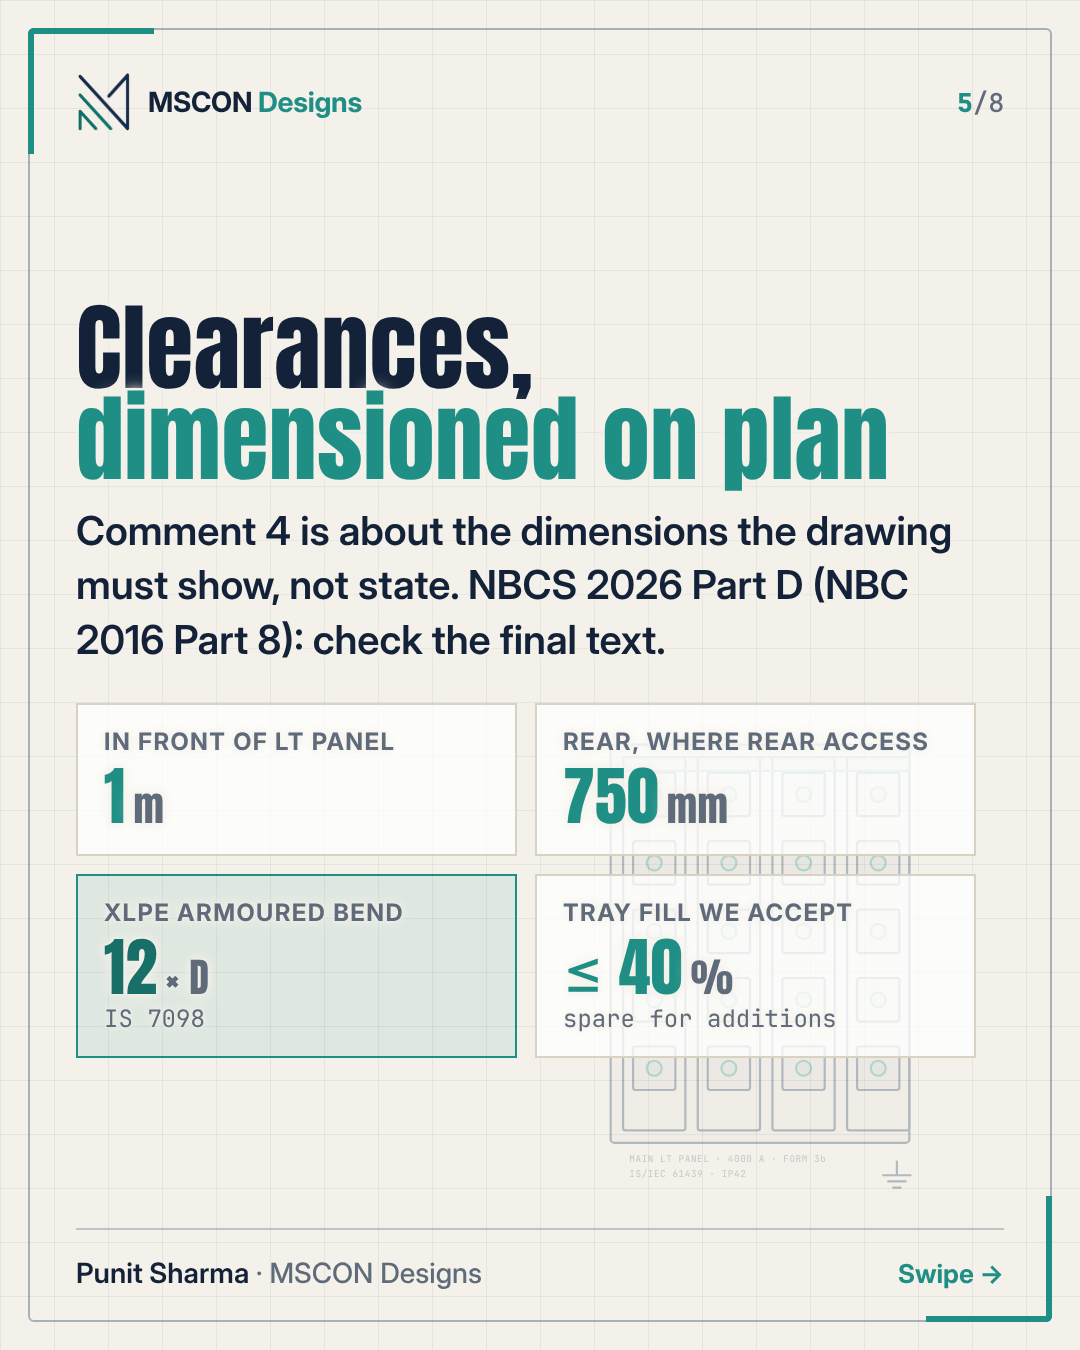 MSCON Designs
5/8
Clearances,
dimensioned on plan
Comment 4 is about the dimensions the drawing
must show, not state. NBCS 2026 Part D (NBC
2016 Part 8): check the final text.
IN FRONT OF LT PANEL
1 m
REAR, WHERE REAR ACCESS
750 mm
XLPE ARMOURED BEND
12 × D
IS 7098
TRAY FILL WE ACCEPT
≤ 40 %
spare for additions
MAIN LT PANEL · 4000 A · FORM 3b
IS/IEC 61439 · IP42
Punit Sharma · MSCON Designs
Swipe →